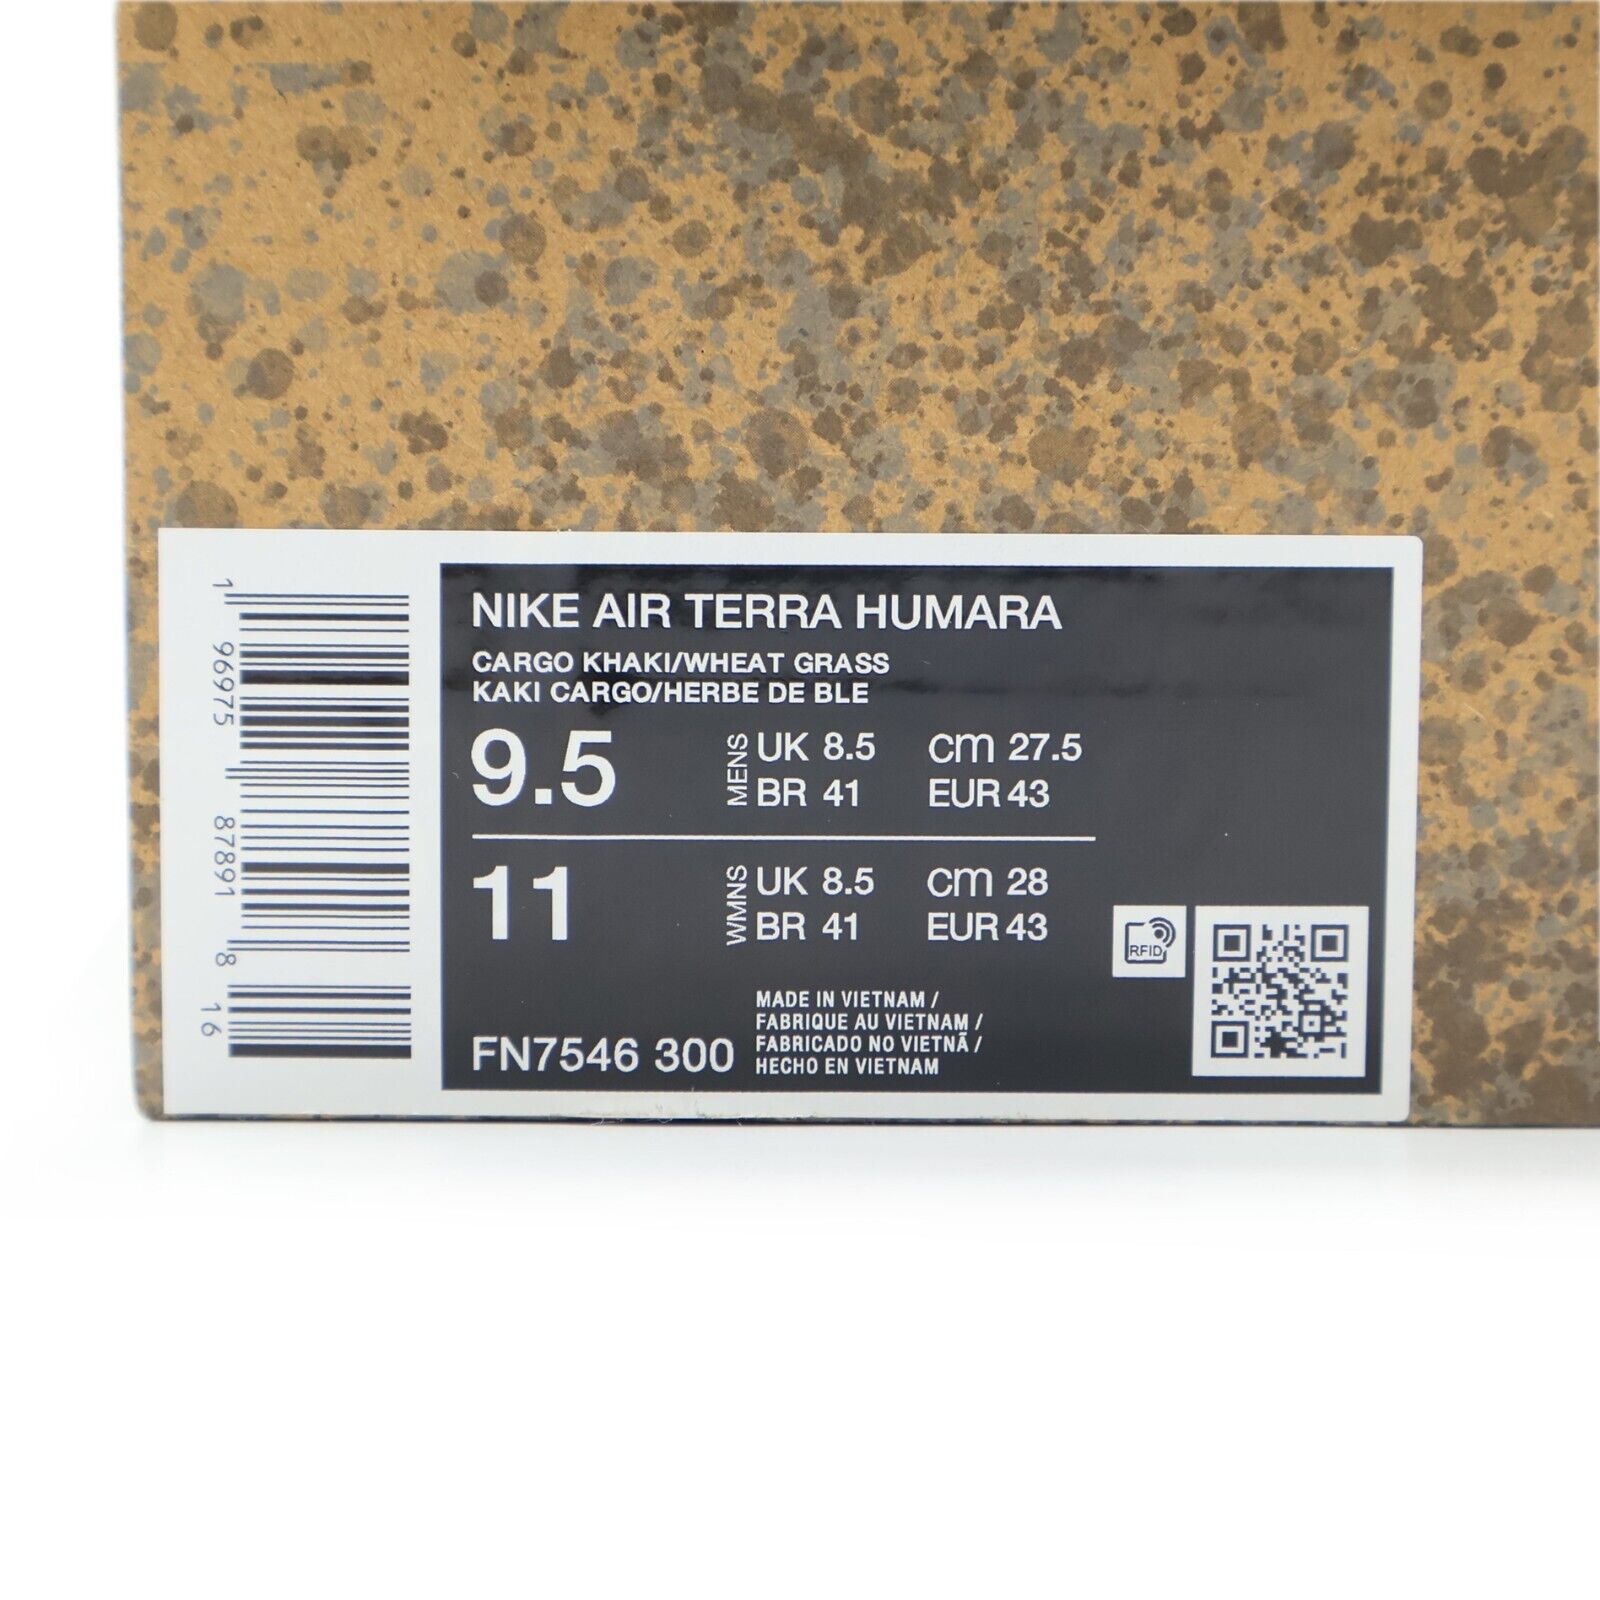 NIKE AIR TERRA HUMARA
CARGO KHAKI/WHEAT GRASS
KAKI CARGO/HERBE DE BLE
9.5 MENS UK 8.5 cm 27.5
BR 41 EUR 43
11 WMNS UK 8.5 cm 28
BR 41 EUR 43
RFID
FN7546 300
MADE IN VIETNAM /
FABRIQUE AU VIETNAM /
FABRICADO NO VIETNÃ /
HECHO EN VIETNAM
1 96975 87891 8 16